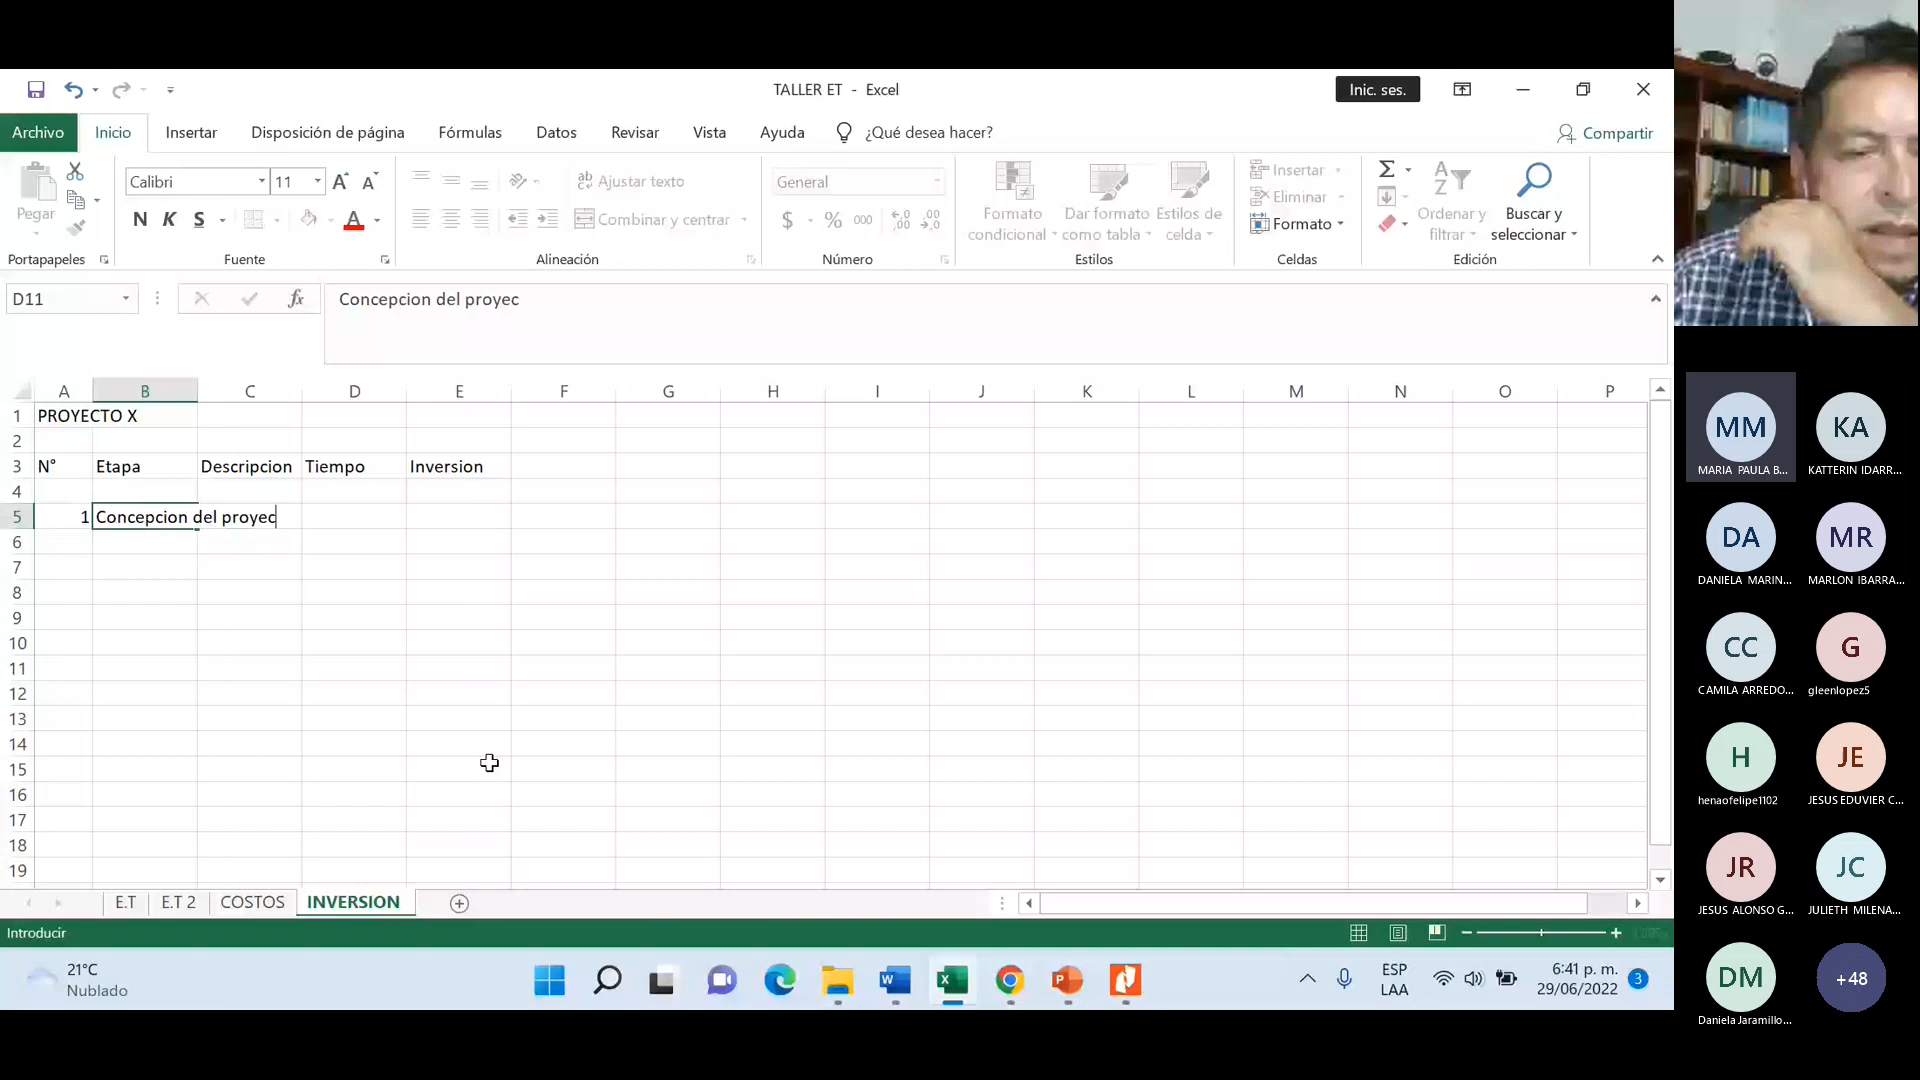 TALLER ET - Excel
Inic. ses.
Archivo Inicio Insertar Disposición de página Fórmulas Datos Revisar Vista Ayuda ¿Qué desea hacer? Compartir
Pegar
Portapapeles
Calibri 11
N K S
Fuente
Ajustar texto
Combinar y centrar
Alineación
General
$ % 000
Número
Formato condicional
Dar formato como tabla
Estilos de celda
Estilos
Insertar
Eliminar
Formato
Celdas
Ordenar y filtrar
Buscar y seleccionar
Edición
D11
fx
Concepcion del proyec
A B C D E F G H I J K L M N O P
1 PROYECTO X
2
3 N° Etapa Descripcion Tiempo Inversion
4
5 1 Concepcion del proyec
6
7
8
9
10
11
12
13
14
15
16
17
18
19
E.T E.T 2 COSTOS INVERSION
Introducir
21°C
Nublado
ESP
LAA
6:41 p. m.
29/06/2022
3
MM
MARIA PAULA B...
KA
KATTERIN IDARR...
DA
DANIELA MARIN...
MR
MARLON IBARRA...
CC
CAMILA ARREDO...
G
gleenlopez5
H
henaofelipe1102
JE
JESUS EDUVIER C...
JR
JESUS ALONSO G...
JC
JULIETH MILENA...
DM
Daniela Jaramillo...
+48